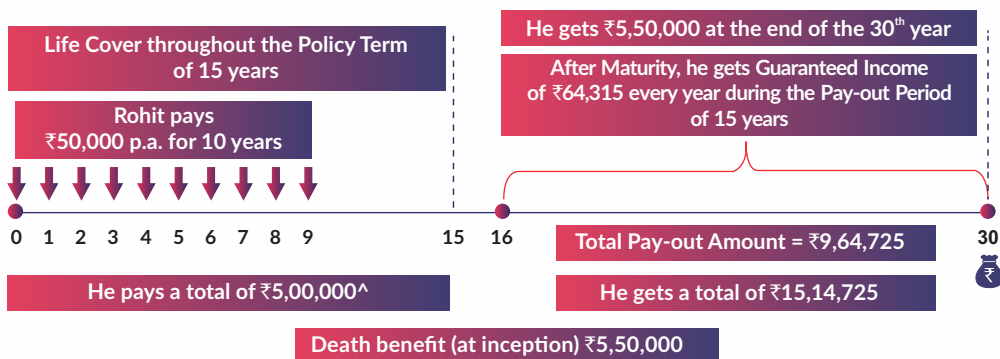 Life Cover throughout the Policy Term
of 15 years
Rohit pays
₹50,000 p.a. for 10 years
He gets ₹5,50,000 at the end of the 30th year
After Maturity, he gets Guaranteed Income
of ₹64,315 every year during the Pay-out Period
of 15 years
0 1 2 3 4 5 6 7 8 9 15 16 30
Total Pay-out Amount = ₹9,64,725
₹
He pays a total of ₹5,00,000^
He gets a total of ₹15,14,725
Death benefit (at inception) ₹5,50,000